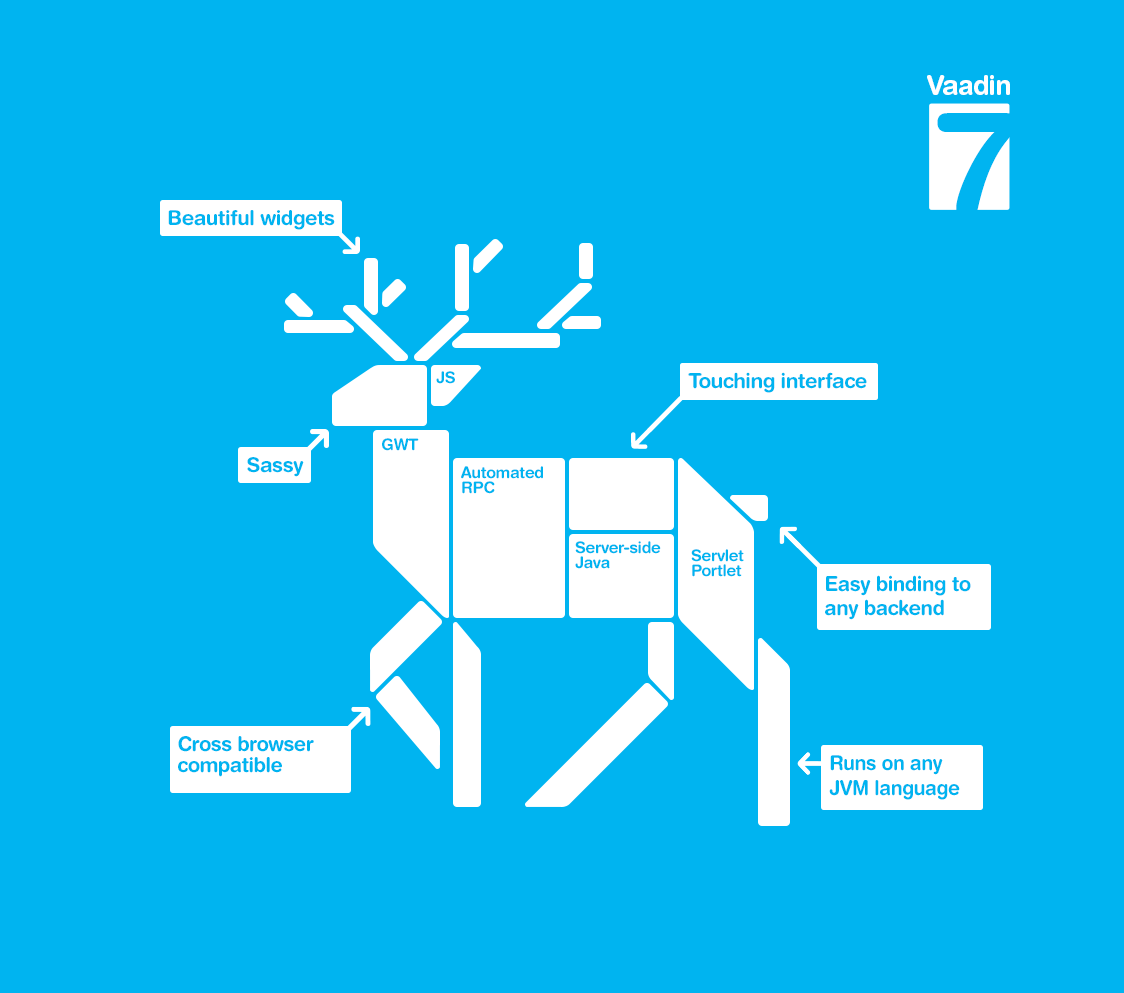 Vaadin
7
Beautiful widgets
JS
Touching interface
Sassy
GWT
Automated
RPC
Server-side
Java
Servlet
Portlet
Easy binding to
any backend
Cross browser
compatible
Runs on any
JVM language